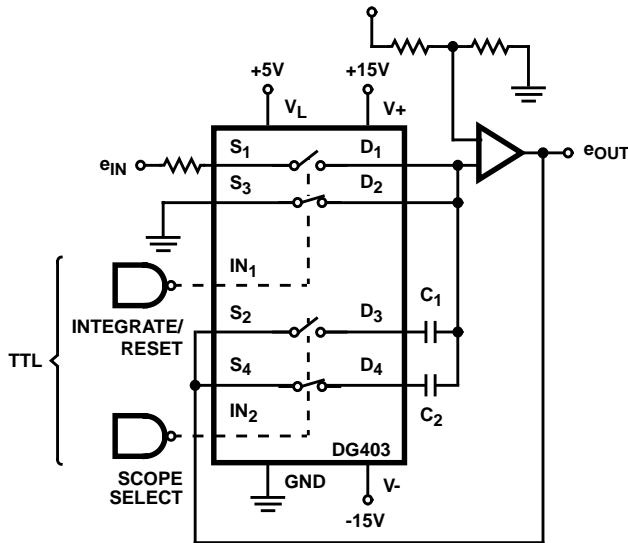 +5V
+15V
VL
V+
S1
D1
eIN
eOUT
S3
D2
IN1
INTEGRATE/
RESET
C1
S2
D3
TTL
S4
D4
C2
IN2
DG403
SCOPE
SELECT
GND
V-
-15V